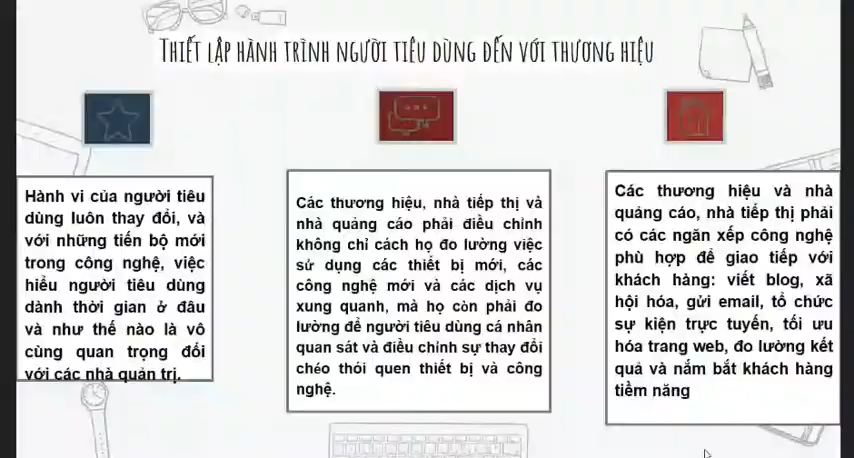 Thiết lập hành trình người tiêu dùng đến với thương hiệu
Hành vi của người tiêu
dùng luôn thay đổi, và
với những tiến bộ mới
trong công nghệ, việc
hiểu người tiêu dùng
dành thời gian ở đâu
và như thế nào là vô
cùng quan trọng đối
với các nhà quản trị.
Các thương hiệu, nhà tiếp thị và
nhà quảng cáo phải điều chỉnh
không chỉ cách họ đo lường việc
sử dụng các thiết bị mới, các
công nghệ mới và các dịch vụ
xung quanh, mà họ còn phải đo
lường để người tiêu dùng cá nhân
quan sát và điều chỉnh sự thay đổi
chéo thói quen thiết bị và công
nghệ.
Các thương hiệu và nhà
quảng cáo, nhà tiếp thị phải
có các ngăn xếp công nghệ
phù hợp để giao tiếp với
khách hàng: viết blog, xã
hội hóa, gửi email, tổ chức
sự kiện trực tuyến, tối ưu
hóa trang web, đo lường kết
quả và nắm bắt khách hàng
tiềm năng